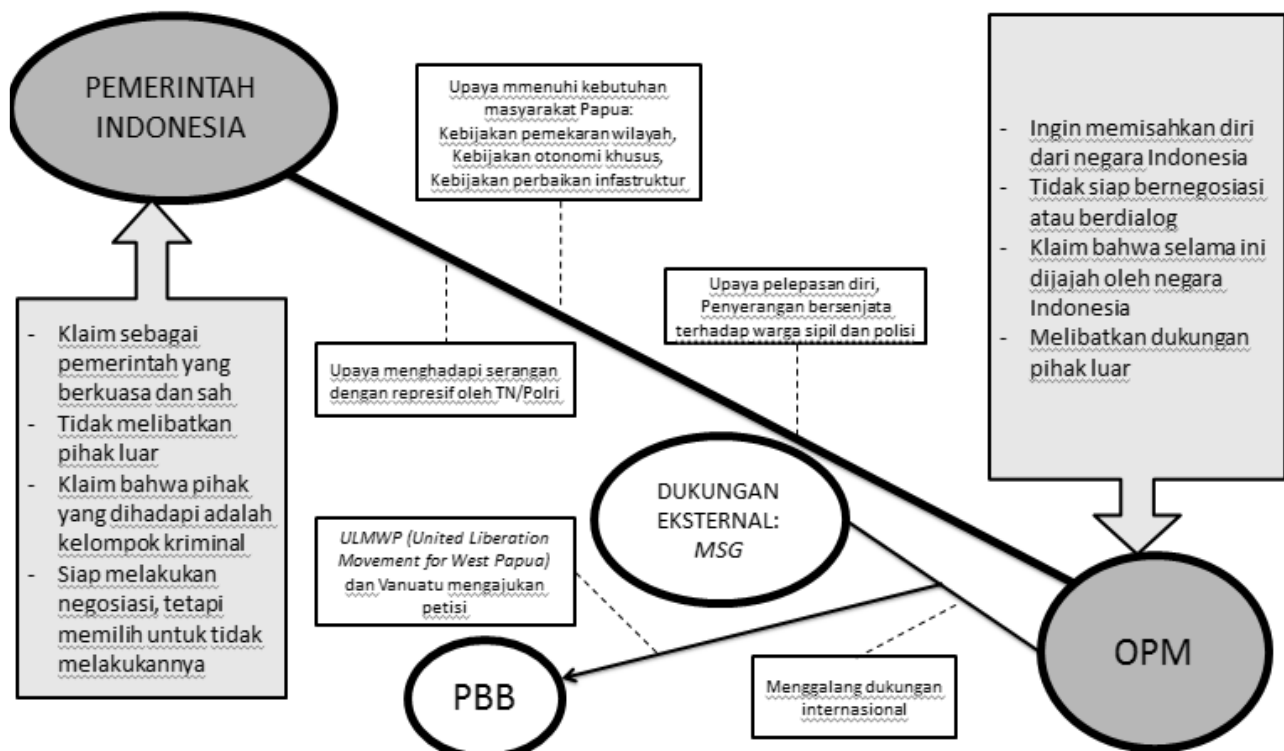 PEMERINTAH
INDONESIA
Upaya mmenuhi kebutuhan
masyarakat Papua:
Kebijakan pemekaran wilayah,
Kebijakan otonomi khusus,
Kebijakan perbaikan infastruktur
- Ingin memisahkan diri
dari negara Indonesia
- Tidak siap bernegosiasi
atau berdialog
- Klaim bahwa selama ini
dijajah oleh negara
Indonesia
- Melibatkan dukungan
pihak luar
Upaya pelepasan diri,
Penyerangan bersenjata
terhadap warga sipil dan polisi
- Klaim sebagai
pemerintah yang
berkuasa dan sah
- Tidak melibatkan
pihak luar
- Klaim bahwa pihak
yang dihadapi adalah
kelompok kriminal
- Siap melakukan
negosiasi, tetapi
memilih untuk tidak
melakukannya
Upaya menghadapi serangan
dengan represif oleh TN/Polri
DUKUNGAN
EKSTERNAL:
MSG
ULMWP (United Liberation
Movement for West Papua)
dan Vanuatu mengajukan
petisi
PBB
Menggalang dukungan
internasional
OPM